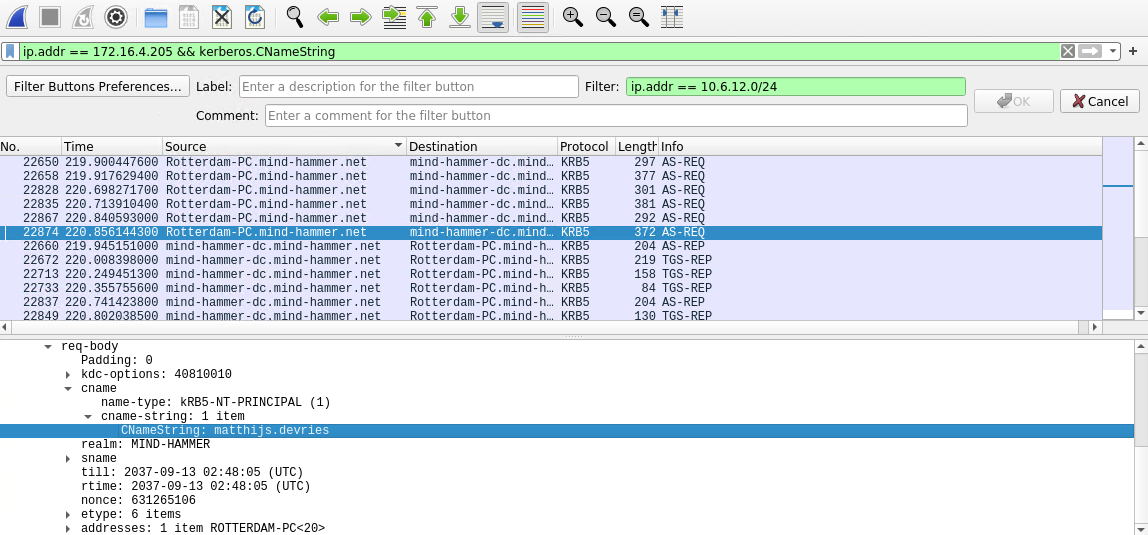 ip.addr == 172.16.4.205 && kerberos.CNameString
Filter Buttons Preferences... Label: Enter a description for the filter button Filter: ip.addr == 10.6.12.0/24
OK Cancel
Comment: Enter a comment for the filter button
No. Time Source Destination Protocol Length Info
22650 219.900447600 Rotterdam-PC.mind-hammer.net mind-hammer-dc.mind… KRB5 297 AS-REQ
22658 219.917629400 Rotterdam-PC.mind-hammer.net mind-hammer-dc.mind… KRB5 377 AS-REQ
22828 220.698271700 Rotterdam-PC.mind-hammer.net mind-hammer-dc.mind… KRB5 301 AS-REQ
22835 220.713910400 Rotterdam-PC.mind-hammer.net mind-hammer-dc.mind… KRB5 381 AS-REQ
22867 220.840593000 Rotterdam-PC.mind-hammer.net mind-hammer-dc.mind… KRB5 292 AS-REQ
22874 220.856144300 Rotterdam-PC.mind-hammer.net mind-hammer-dc.mind… KRB5 372 AS-REQ
22660 219.945151000 mind-hammer-dc.mind-hammer.net Rotterdam-PC.mind-h… KRB5 204 AS-REP
22672 220.008398000 mind-hammer-dc.mind-hammer.net Rotterdam-PC.mind-h… KRB5 219 TGS-REP
22713 220.249451300 mind-hammer-dc.mind-hammer.net Rotterdam-PC.mind-h… KRB5 158 TGS-REP
22733 220.355755600 mind-hammer-dc.mind-hammer.net Rotterdam-PC.mind-h… KRB5 84 TGS-REP
22837 220.741423800 mind-hammer-dc.mind-hammer.net Rotterdam-PC.mind-h… KRB5 204 AS-REP
22849 220.802038500 mind-hammer-dc.mind-hammer.net Rotterdam-PC.mind-h… KRB5 130 TGS-REP
req-body
Padding: 0
kdc-options: 40810010
cname
name-type: kRB5-NT-PRINCIPAL (1)
cname-string: 1 item
CNameString: matthijs.devries
realm: MIND-HAMMER
sname
till: 2037-09-13 02:48:05 (UTC)
rtime: 2037-09-13 02:48:05 (UTC)
nonce: 631265106
etype: 6 items
addresses: 1 item ROTTERDAM-PC<20>